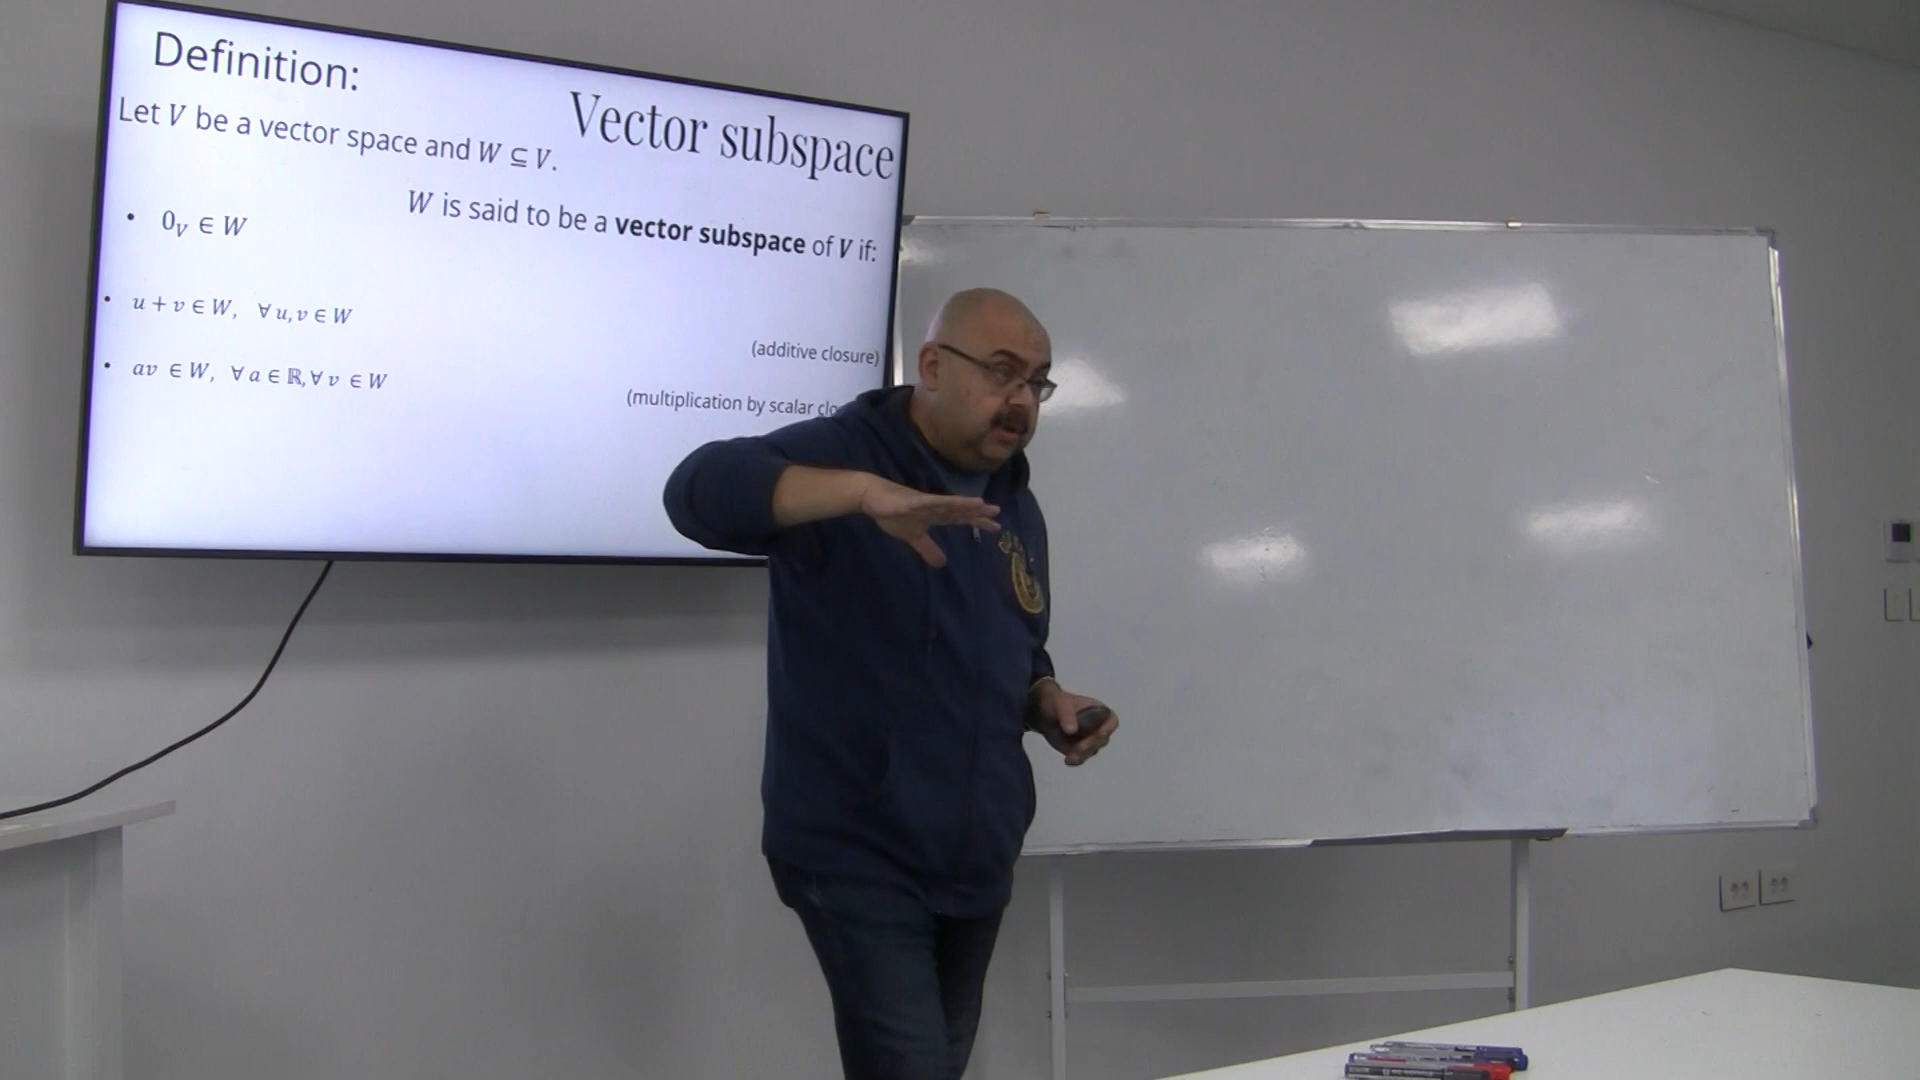 Definition:
Vector subspace
Let V be a vector space and W ⊆ V.
W is said to be a vector subspace of V if:
• 0_V ∈ W
• u + v ∈ W, ∀ u, v ∈ W
(additive closure)
• av ∈ W, ∀ a ∈ ℝ, ∀ v ∈ W
(multiplication by scalar